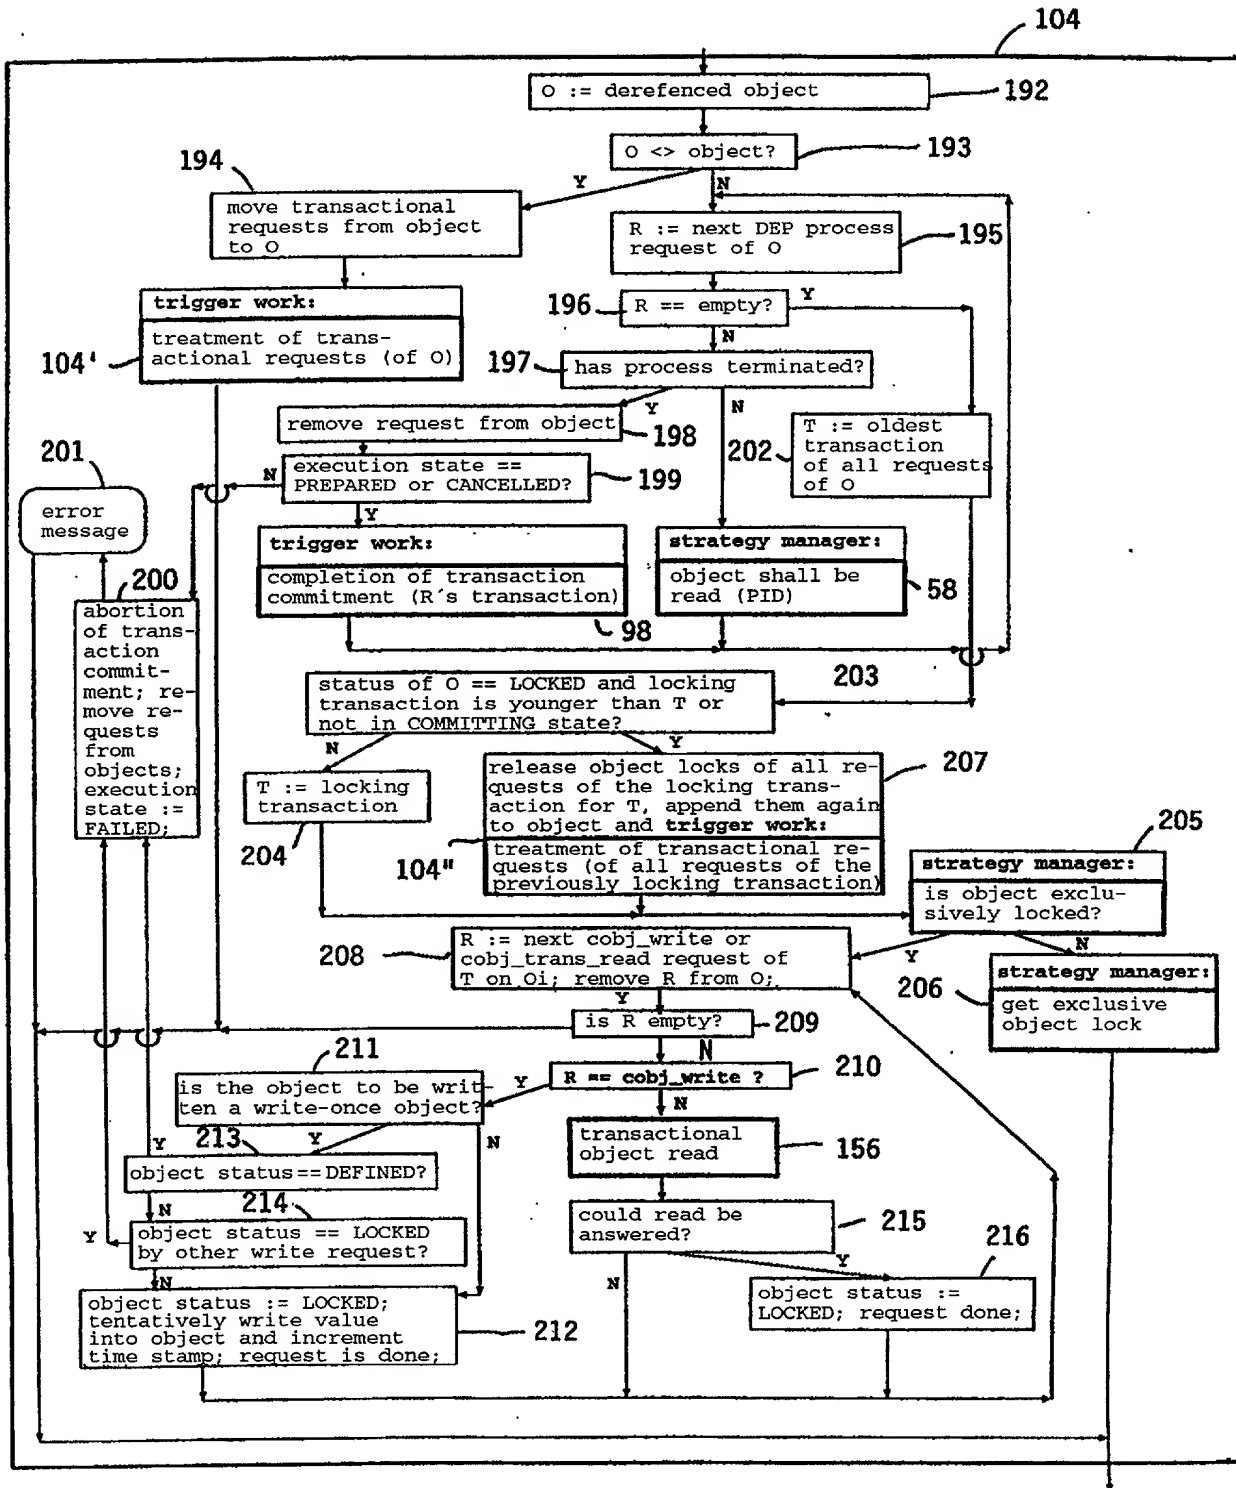 104
O := derefenced object
192
O <> object?
193
194
Y
N
move transactional
requests from object
to O
R := next DEP process
request of O
195
trigger work:
treatment of trans-
actional requests (of O)
104'
196
R == empty?
Y
N
197
has process terminated?
Y
N
remove request from object
198
T := oldest
transaction
of all requests
of O
202
201
error
message
N
execution state ==
PREPARED or CANCELLED?
199
Y
trigger work:
completion of transaction
commitment (R's transaction)
98
strategy manager:
object shall be
read (PID)
58
200
abortion
of trans-
action
commit-
ment; re-
move re-
quests
from
objects;
execution
state :=
FAILED;
status of O == LOCKED and locking
transaction is younger than T or
not in COMMITTING state?
203
N
Y
T := locking
transaction
204
release object locks of all re-
quests of the locking trans-
action for T, append them again
to object and trigger work:
207
treatment of transactional re-
quests (of all requests of the
previously locking transaction)
104"
205
strategy manager:
is object exclu-
sively locked?
Y
N
208
R := next cobj_write or
cobj_trans_read request of
T on Oi; remove R from O;
206
strategy manager:
get exclusive
object lock
Y
is R empty?
209
N
211
R == cobj_write ?
210
Y
N
is the object to be writ-
ten a write-once object?
transactional
object read
156
Y
213
Y
N
object status==DEFINED?
N
214
Y
object status == LOCKED
by other write request?
N
could read be
answered?
215
N
Y
216
object status :=
LOCKED; request done;
object status := LOCKED;
tentatively write value
into object and increment
time stamp; request is done;
212